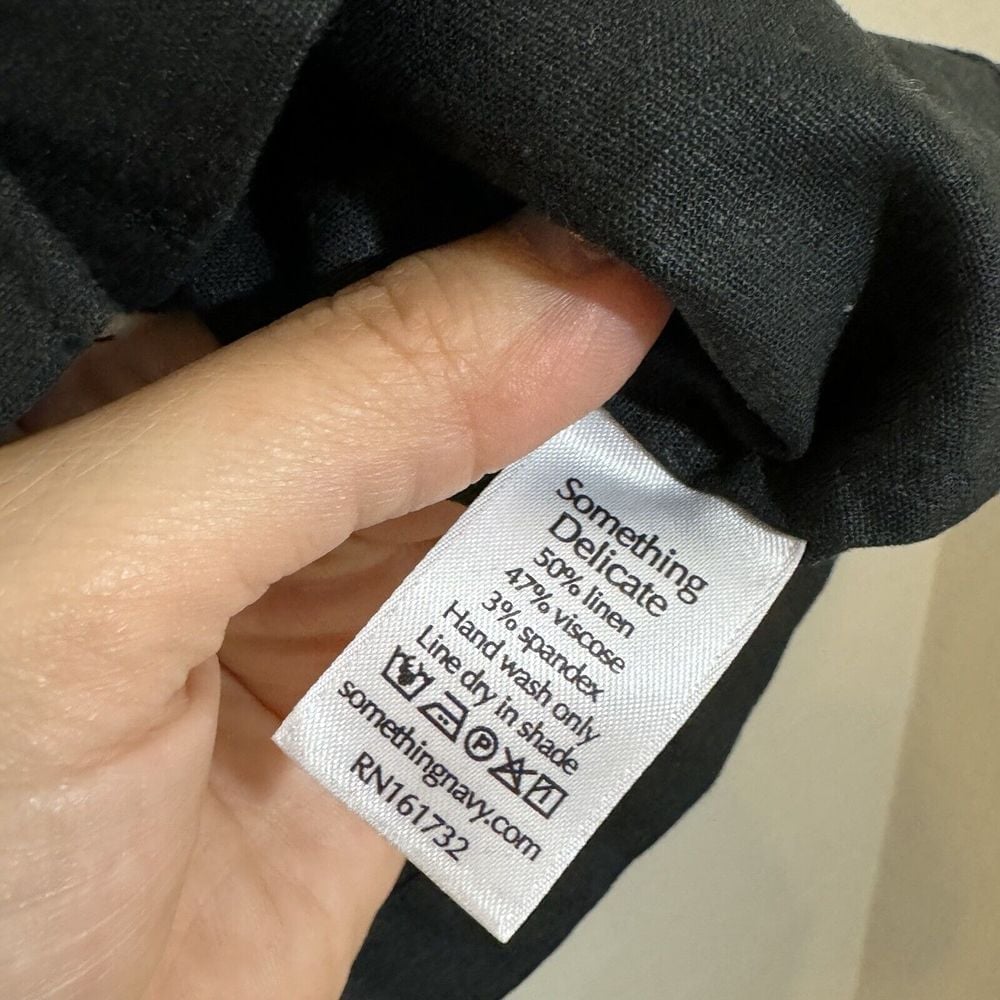 Something
Delicate
50% linen
47% viscose
3% spandex
Hand wash only
Line dry in shade
P
somethingnavy.com
RN161732